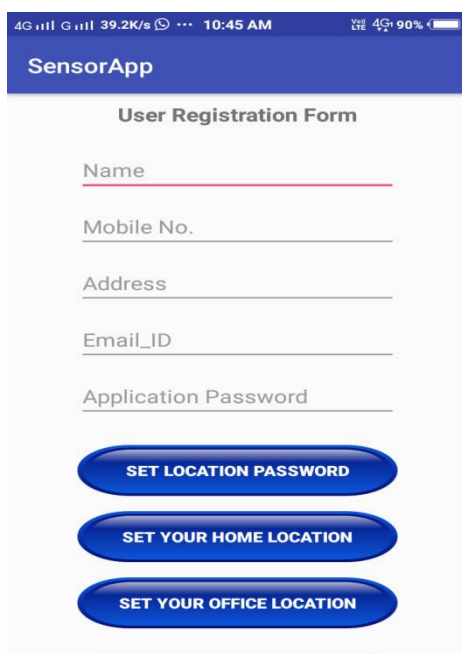 4G G 39.2K/s ... 10:45 AM VoII LTE 4G 90%
SensorApp
User Registration Form
Name
Mobile No.
Address
Email_ID
Application Password
SET LOCATION PASSWORD
SET YOUR HOME LOCATION
SET YOUR OFFICE LOCATION